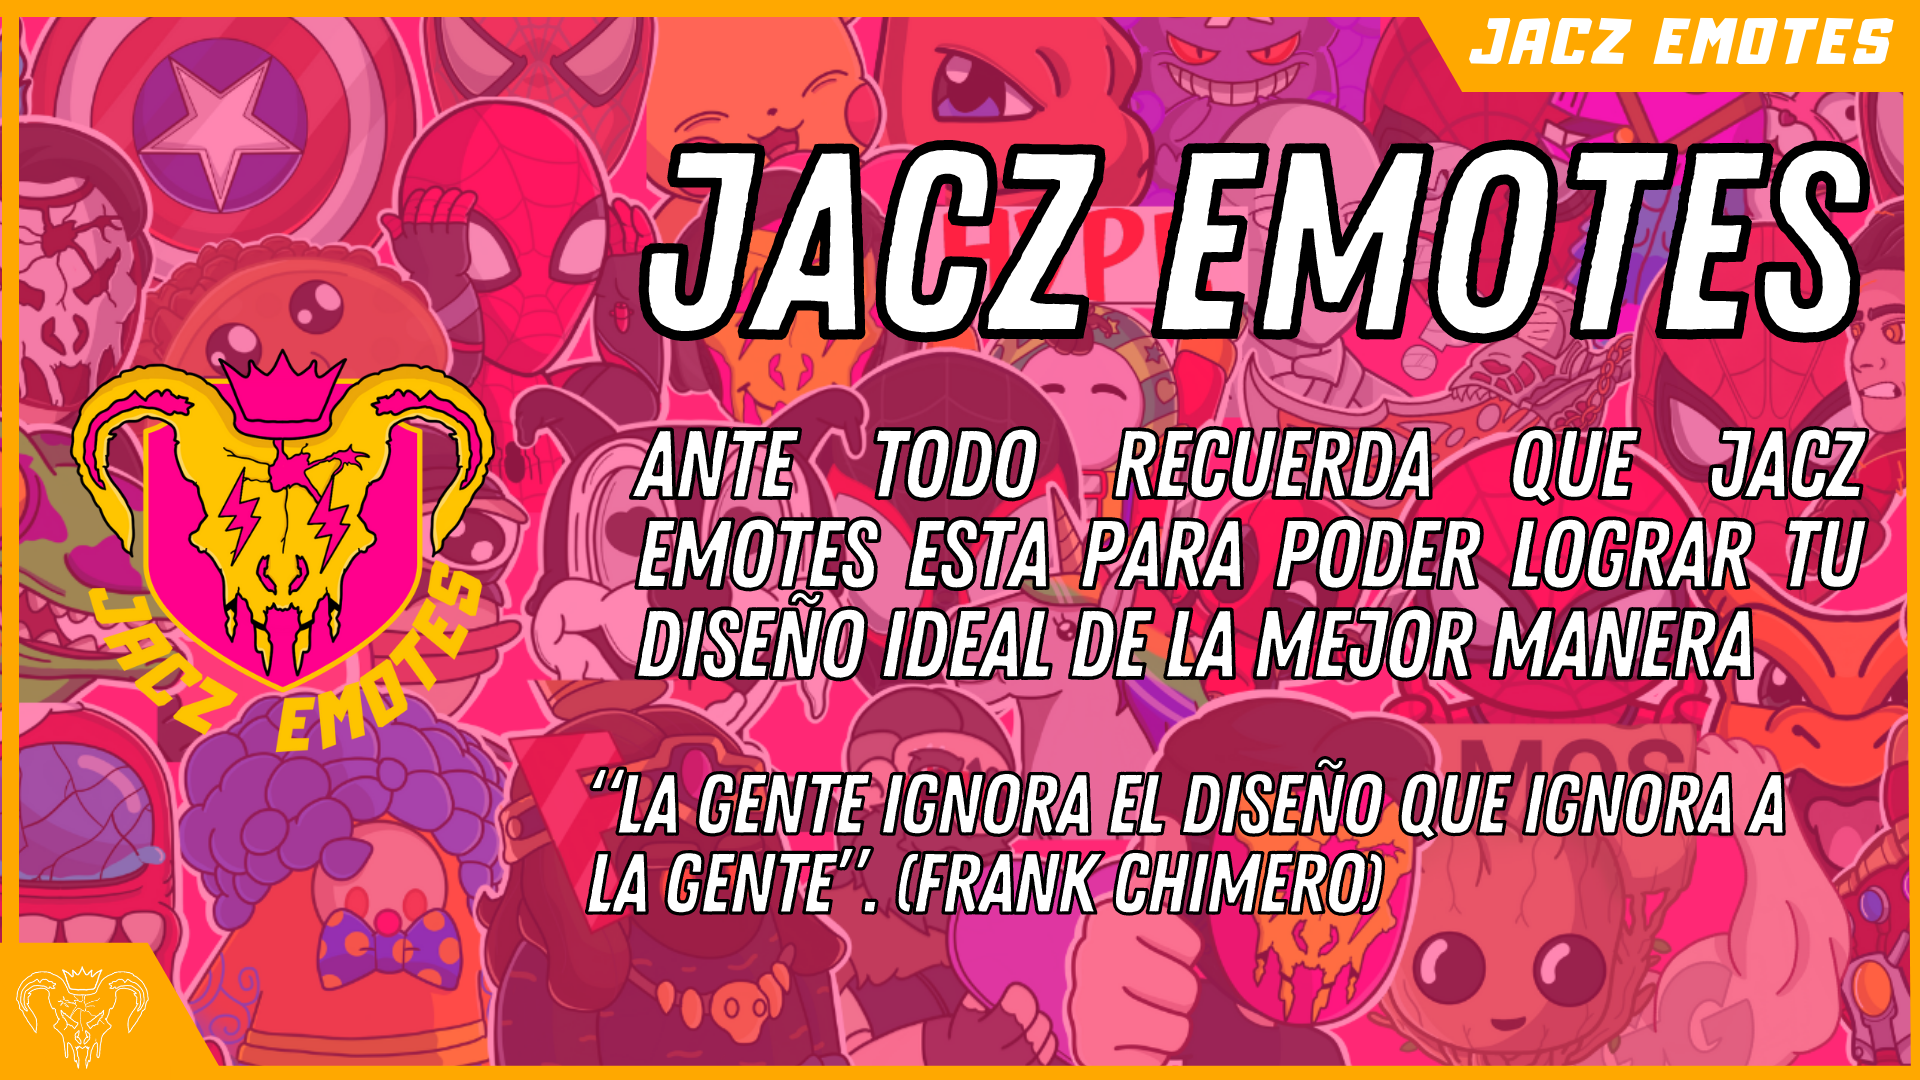 JACZ EMOTES
JACZ EMOTES
ANTE TODO RECUERDA QUE JACZ
EMOTES ESTA PARA PODER LOGRAR TU
DISEÑO IDEAL DE LA MEJOR MANERA
JACZ EMOTES
“LA GENTE IGNORA EL DISEÑO QUE IGNORA A
LA GENTE”. (FRANK CHIMERO)